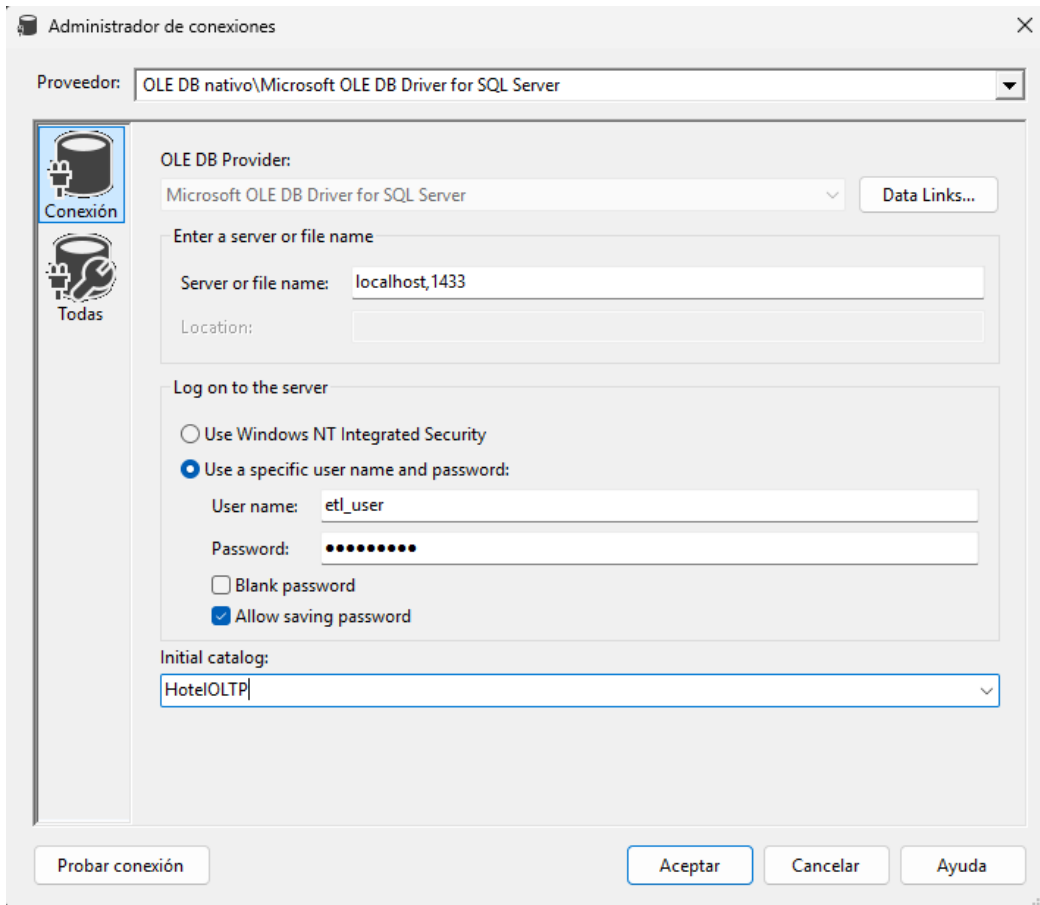 Administrador de conexiones
Proveedor: OLE DB nativo\Microsoft OLE DB Driver for SQL Server
Conexión
Todas
OLE DB Provider:
Microsoft OLE DB Driver for SQL Server
Data Links...
Enter a server or file name
Server or file name: localhost,1433
Location:
Log on to the server
Use Windows NT Integrated Security
Use a specific user name and password:
User name: etl_user
Password: •••••••••
Blank password
Allow saving password
Initial catalog:
HotelOLTP
Probar conexión Aceptar Cancelar Ayuda